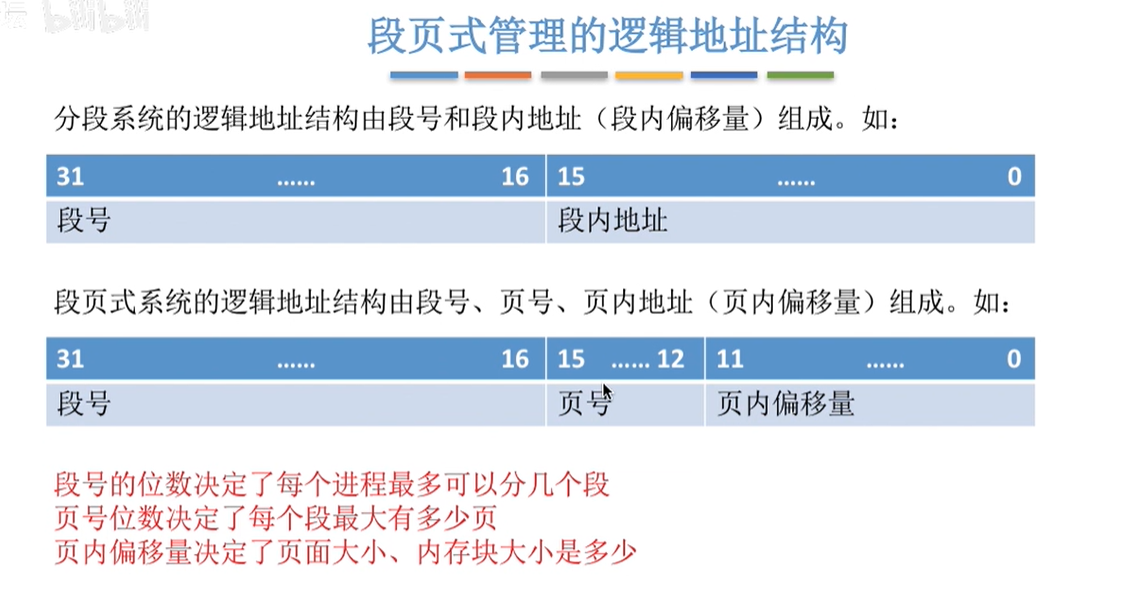 段页式管理的逻辑地址结构
分段系统的逻辑地址结构由段号和段内地址（段内偏移量）组成。如：
31 …… 16 15 …… 0
段号 段内地址
段页式系统的逻辑地址结构由段号、页号、页内地址（页内偏移量）组成。如：
31 …… 16 15 …… 12 11 …… 0
段号 页号 页内偏移量
段号的位数决定了每个进程最多可以分几个段
页号位数决定了每个段最大有多少页
页内偏移量决定了页面大小、内存块大小是多少